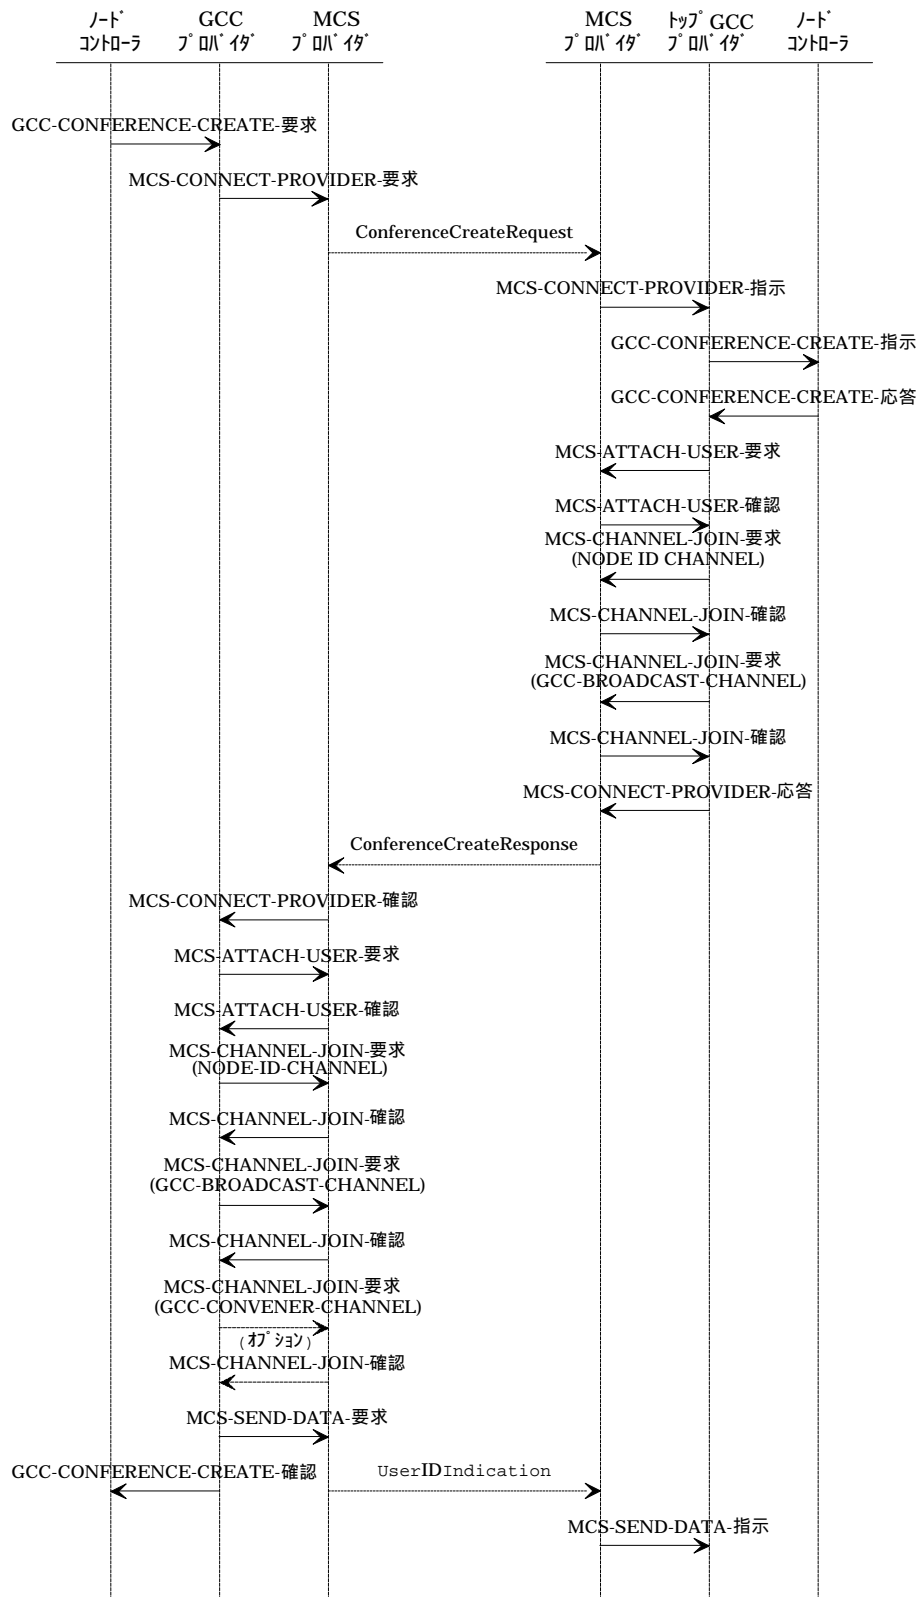 ﾉｰﾄﾞ GCC MCS MCS ﾄｯﾌﾟ GCC ﾉｰﾄﾞ
ｺﾝﾄﾛｰﾗ ﾌﾟﾛﾊﾞｲﾀﾞ ﾌﾟﾛﾊﾞｲﾀﾞ ﾌﾟﾛﾊﾞｲﾀﾞ ﾌﾟﾛﾊﾞｲﾀﾞ ｺﾝﾄﾛｰﾗ
GCC-CONFERENCE-CREATE-要求
MCS-CONNECT-PROVIDER-要求
ConferenceCreateRequest
MCS-CONNECT-PROVIDER-指示
GCC-CONFERENCE-CREATE-指示
GCC-CONFERENCE-CREATE-応答
MCS-ATTACH-USER-要求
MCS-ATTACH-USER-確認
MCS-CHANNEL-JOIN-要求
(NODE ID CHANNEL)
MCS-CHANNEL-JOIN-確認
MCS-CHANNEL-JOIN-要求
(GCC-BROADCAST-CHANNEL)
MCS-CHANNEL-JOIN-確認
MCS-CONNECT-PROVIDER-応答
ConferenceCreateResponse
MCS-CONNECT-PROVIDER-確認
MCS-ATTACH-USER-要求
MCS-ATTACH-USER-確認
MCS-CHANNEL-JOIN-要求
(NODE-ID-CHANNEL)
MCS-CHANNEL-JOIN-確認
MCS-CHANNEL-JOIN-要求
(GCC-BROADCAST-CHANNEL)
MCS-CHANNEL-JOIN-確認
MCS-CHANNEL-JOIN-要求
(GCC-CONVENER-CHANNEL)
(ｵﾌﾟｼｮﾝ)
MCS-CHANNEL-JOIN-確認
MCS-SEND-DATA-要求
GCC-CONFERENCE-CREATE-確認 UserIDIndication
MCS-SEND-DATA-指示